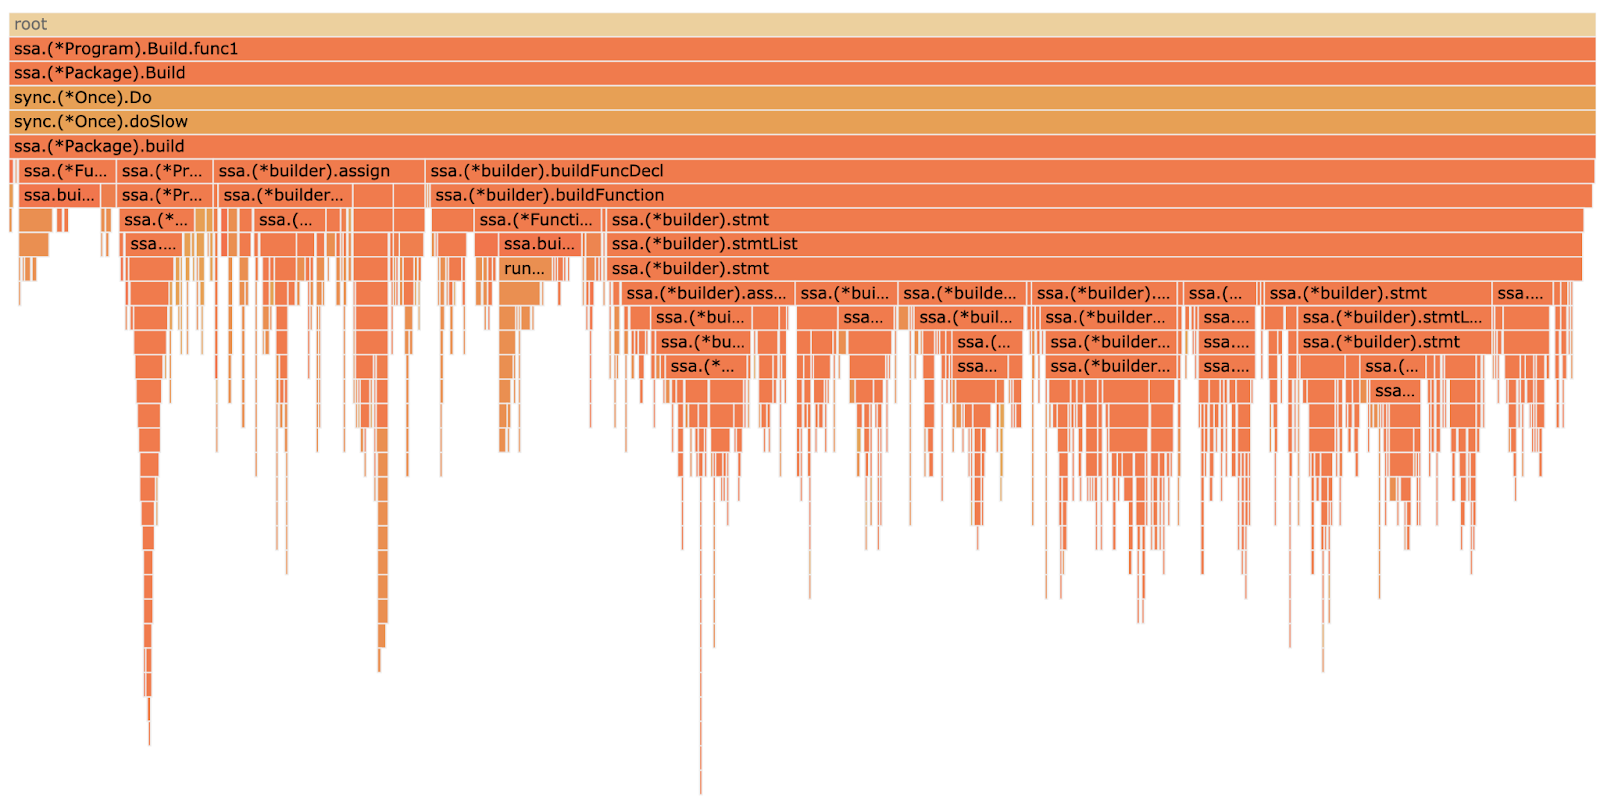 root
ssa.(*Program).Build.func1
ssa.(*Package).Build
sync.(*Once).Do
sync.(*Once).doSlow
ssa.(*Package).build
ssa.(*Fu... ssa.(*Pr... ssa.(*builder).assign ssa.(*builder).buildFuncDecl
ssa.bui... ssa.(*Pr... ssa.(*builder... ssa.(*builder).buildFunction
ssa.(*... ssa.(... ssa.(*Functi... ssa.(*builder).stmt
ssa.... ssa.bui... ssa.(*builder).stmtList
run... ssa.(*builder).stmt
ssa.(*builder).ass... ssa.(*bui... ssa.(*builde... ssa.(*builder).... ssa.(... ssa.(*builder).stmt ssa....
ssa.(*bui... ssa... ssa.(*buil... ssa.(*builder... ssa.... ssa.(*builder).stmtL...
ssa.(*bu... ssa.(... ssa.(*builder... ssa.... ssa.(*builder).stmt
ssa.(*... ssa... ssa.(*builder... ssa.... ssa.(...
ssa...